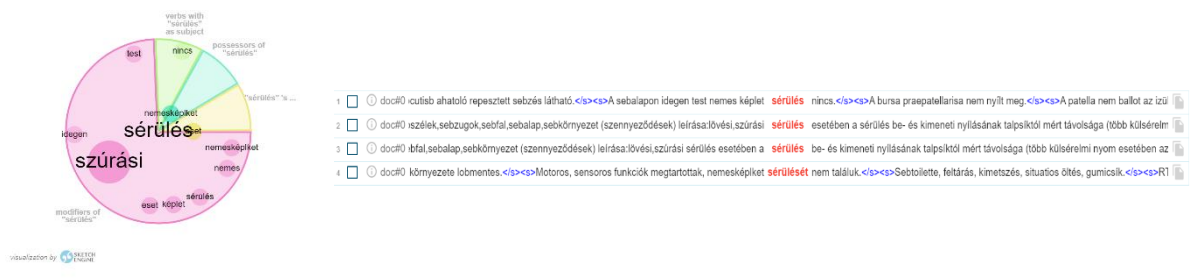 verbs with
"sérülés"
as subject
possessors of
"sérülés"
"sérülés" 's ...
modifiers of
"sérülés"
test
nincs
nemesképlket
sérülés
eset
idegen
szúrási
nemesképlket
nemes
sérülés
képlet
eset
visualization by SKETCH ENGINE
1 doc#0 ‹cutisb ahatoló repesztett sebzés látható.</s><s>A sebalapon idegen test nemes képlet sérülés nincs.</s><s>A bursa praepatellarisa nem nyílt meg.</s><s>A patella nem ballot az izül
2 doc#0 ›szélek,sebzugok,sebfal,sebalap,sebkörnyezet (szennyeződések) leírása:lövési,szúrási sérülés esetében a sérülés be- és kimeneti nyílásának talpsíktól mért távolsága (több külsérelm
3 doc#0 ›bfal,sebalap,sebkörnyezet (szennyeződések) leírása:lövési,szúrási sérülés esetében a sérülés be- és kimeneti nyílásának talpsíktól mért távolsága (több külsérelmi nyom esetében az
4 doc#0 környezete lobmentes.</s><s>Motoros, sensoros funkciók megtartottak, nemesképlket sérülését nem találuk.</s><s>Sebtoilette, feltárás, kimetszés, situatios öltés, gumicsík.</s><s>RT